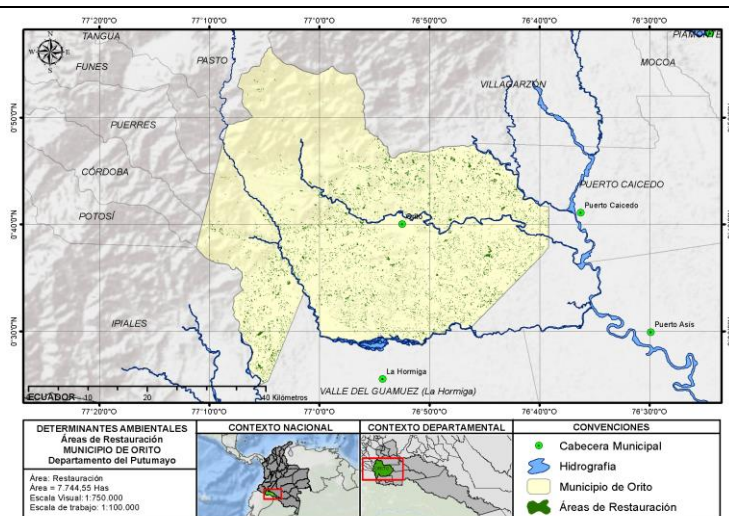 77°20'0"O 77°10'0"O 77°0'0"O 76°50'0"O 76°40'0"O 76°30'0"O
TANGUA
PASTO
PIAMONTE
FUNES
MOCOA
VILLAGARZÓN
0°50'0"N
PUERRES
CÓRDOBA
PUERTO CAICEDO
Puerto Caicedo
POTOSÍ
0°40'0"N
IPIALES
0°30'0"N
Puerto Asís
La Hormiga
ECUADOR
10 20 40 Kilómetros
VALLE DEL GUAMUEZ (La Hormiga)
77°20'0"O 77°10'0"O 77°0'0"O 76°50'0"O 76°40'0"O 76°30'0"O
DETERMINANTES AMBIENTALES
Áreas de Restauración
MUNICIPIO DE ORITO
Departamento del Putumayo
Área: Restauración
Área = 7.744,55 Has
Escala Visual: 1:750.000
Escala de trabajo: 1:100.000
CONTEXTO NACIONAL
CONTEXTO DEPARTAMENTAL
CONVENCIONES
Cabecera Municipal
Hidrografía
Municipio de Orito
Áreas de Restauración